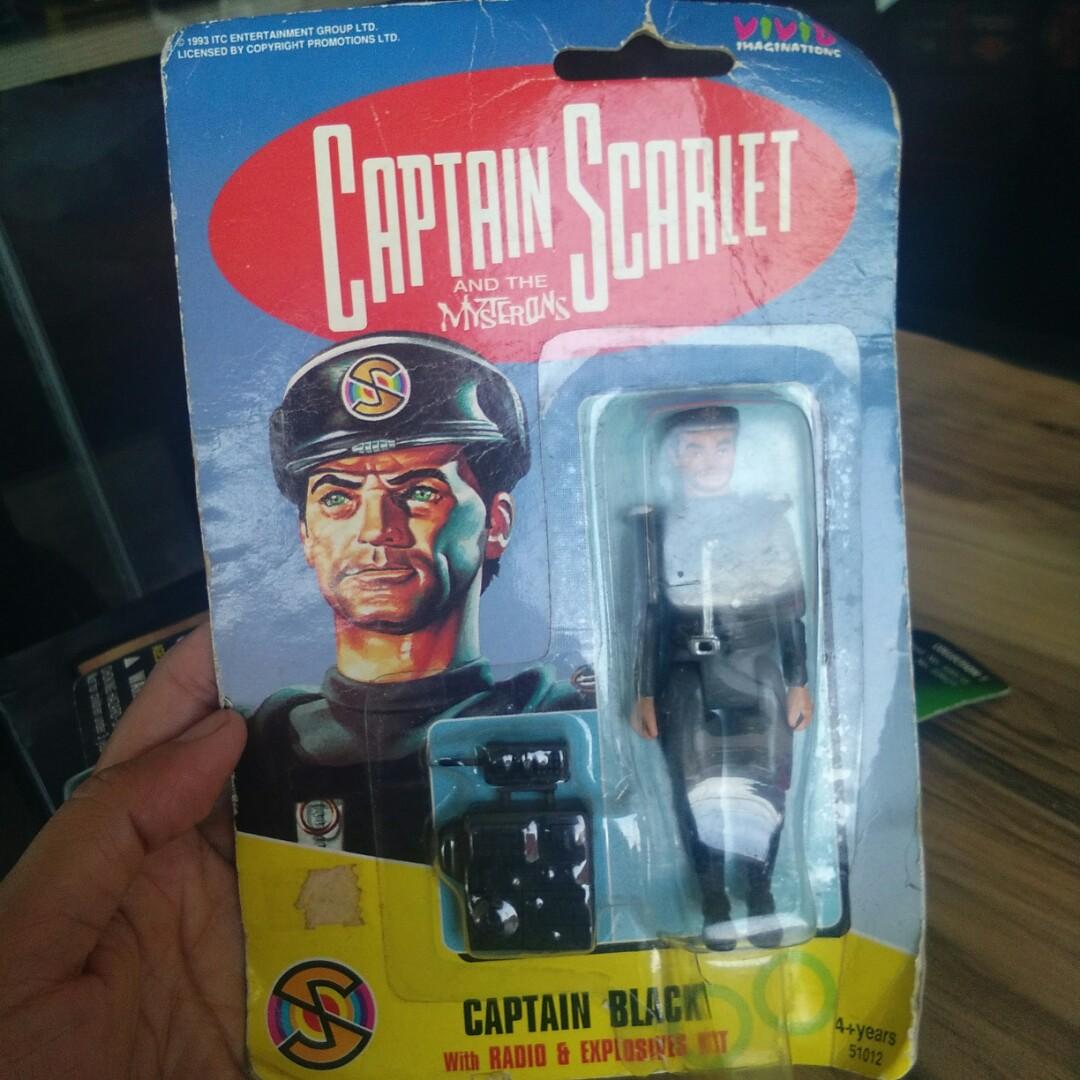 © 1993 ITC ENTERTAINMENT GROUP LTD.
LICENSED BY COPYRIGHT PROMOTIONS LTD.
VIVID
IMAGINATIONS
CAPTAIN SCARLET
AND THE
MYSTERONS
CAPTAIN BLACK
With RADIO & EXPLOSIVES KIT
4+years
51012